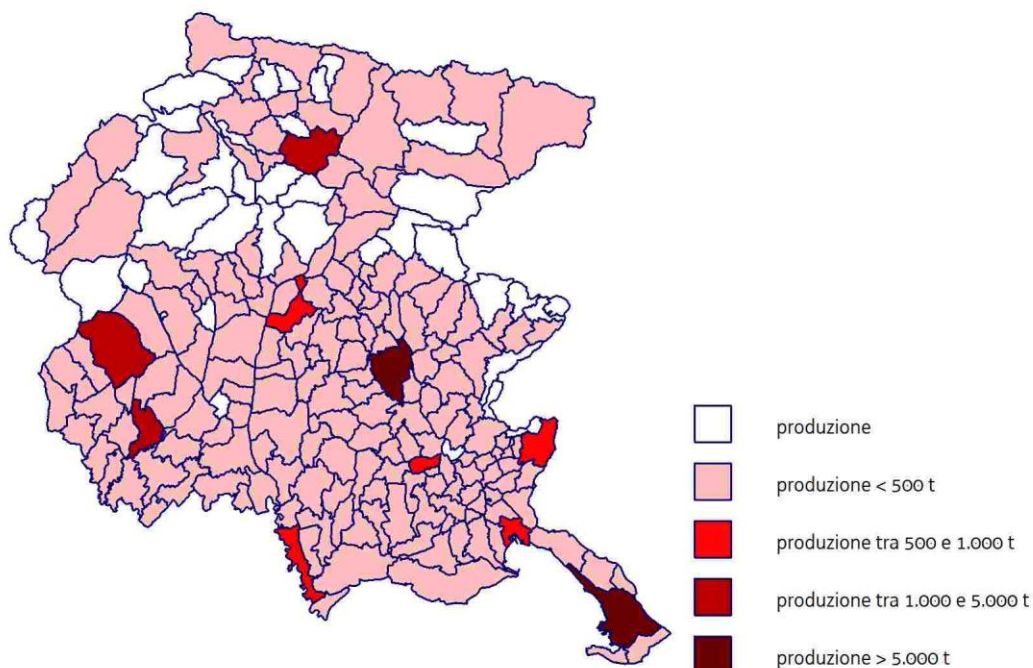 produzione
produzione < 500 t
produzione tra 500 e 1.000 t
produzione tra 1.000 e 5.000 t
produzione > 5.000 t